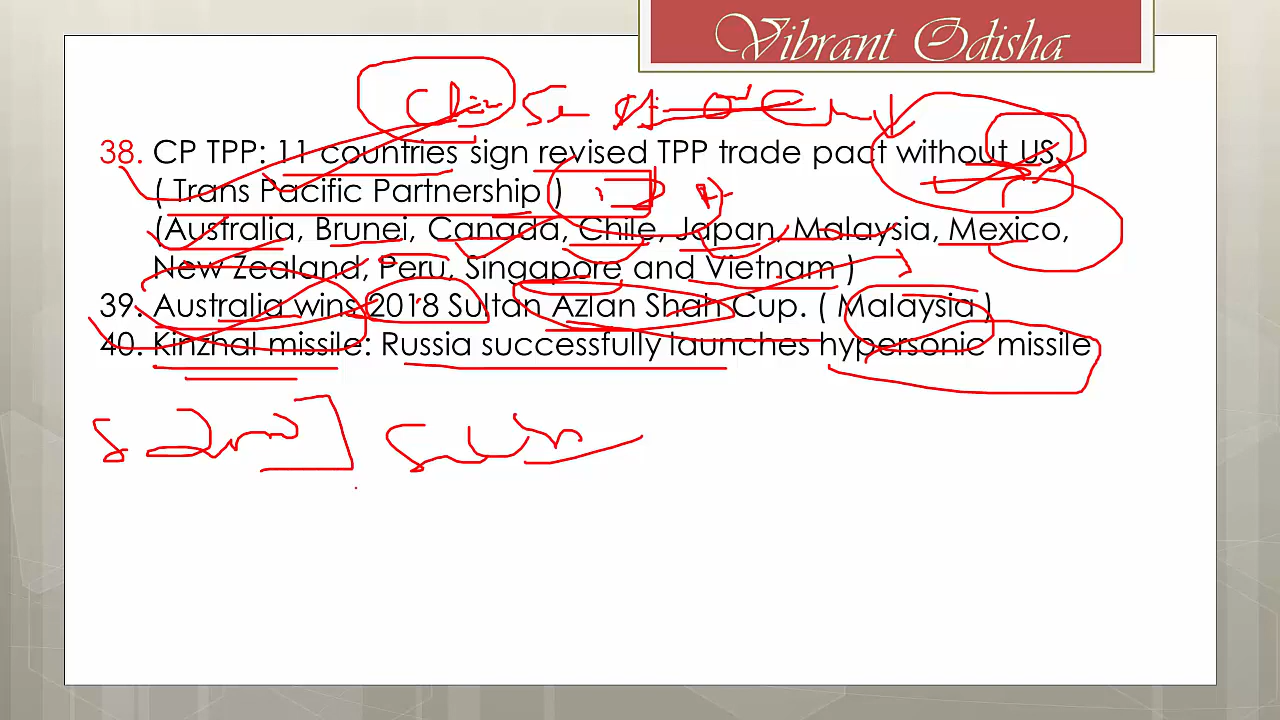 Vibrant Odisha
38. CP TPP: 11 countries sign revised TPP trade pact without US
( Trans Pacific Partnership )
(Australia, Brunei, Canada, Chile, Japan, Malaysia, Mexico,
New Zealand, Peru, Singapore and Vietnam )
39. Australia wins 2018 Sultan Azlan Shah Cup. ( Malaysia )
40. Kinzhal missile: Russia successfully launches hypersonic missile